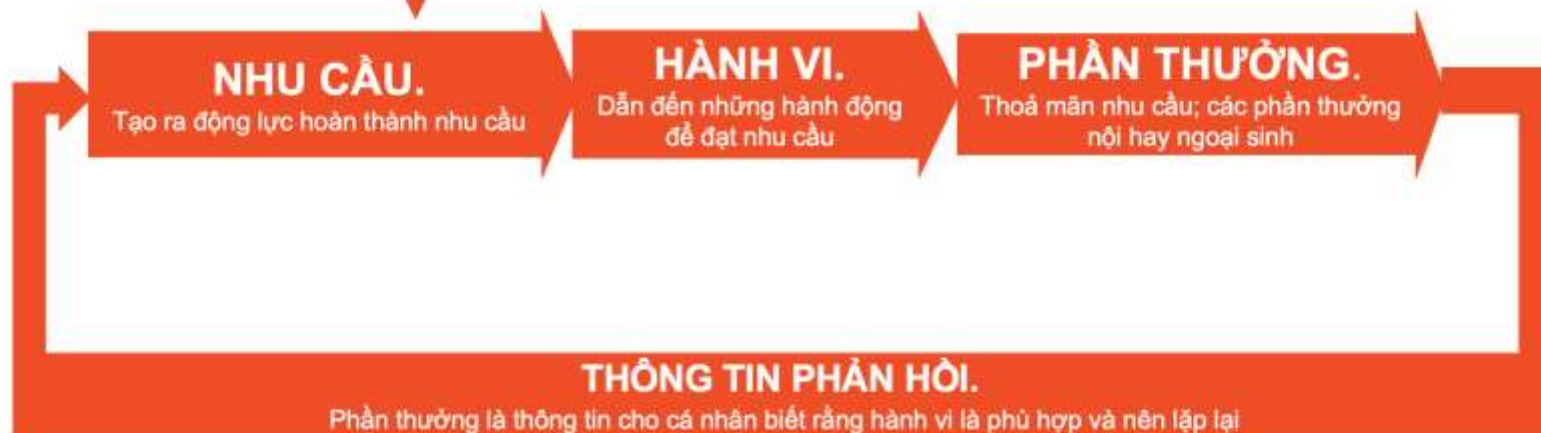 NHU CẦU.
Tạo ra động lực hoàn thành nhu cầu
HÀNH VI.
Dẫn đến những hành động
để đạt nhu cầu
PHẦN THƯỞNG.
Thoả mãn nhu cầu; các phần thưởng
nội hay ngoại sinh
THÔNG TIN PHẢN HỒI.
Phần thưởng là thông tin cho cá nhân biết rằng hành vi là phù hợp và nên lặp lại